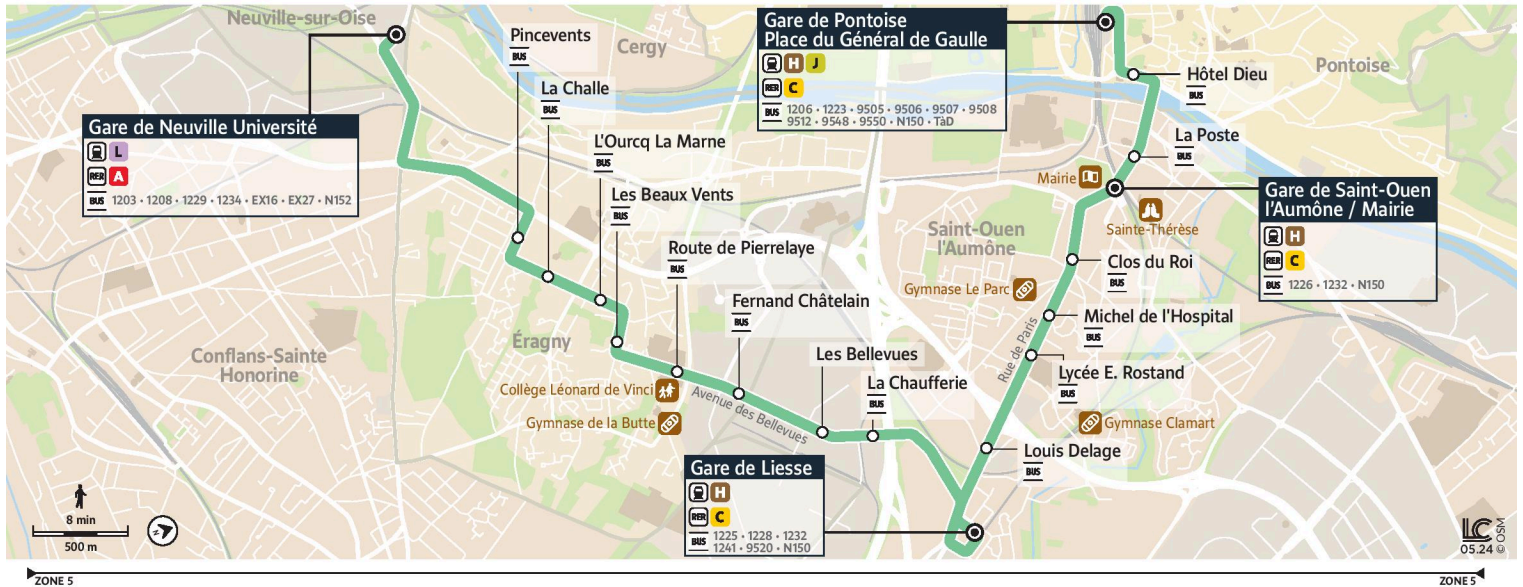 Neuville-sur-Oise
Pincevents
BUS
Cergy
La Challe
BUS
Gare de Pontoise
Place du Général de Gaulle
H J
RER C
BUS 1206 • 1223 • 9505 • 9506 • 9507 • 9508
9512 • 9548 • 9550 • N150 • TàD
Hôtel Dieu
BUS
Pontoise
Gare de Neuville Université
L
RER A
BUS 1203 • 1208 • 1229 • 1234 • EX16 • EX27 • N152
L'Ourcq La Marne
BUS
La Poste
BUS
Les Beaux Vents
BUS
Mairie
Gare de Saint-Ouen
l'Aumône / Mairie
H
RER C
BUS 1226 • 1232 • N150
Sainte-Thérèse
Saint-Ouen
l'Aumône
Route de Pierrelaye
BUS
Clos du Roi
BUS
Gymnase Le Parc
Fernand Châtelain
BUS
Michel de l'Hospital
BUS
Rue de Paris
Éragny
Conflans-Sainte
Honorine
Les Bellevues
BUS
La Chaufferie
BUS
Lycée E. Rostand
BUS
Collège Léonard de Vinci
Avenue des Bellevues
Gymnase de la Butte
Gymnase Clamart
Louis Delage
BUS
Gare de Liesse
H
RER C
BUS 1225 • 1228 • 1232
1241 • 9520 • N150
8 min
500 m
N
LC
05.24 © OSM
ZONE 5
ZONE 5